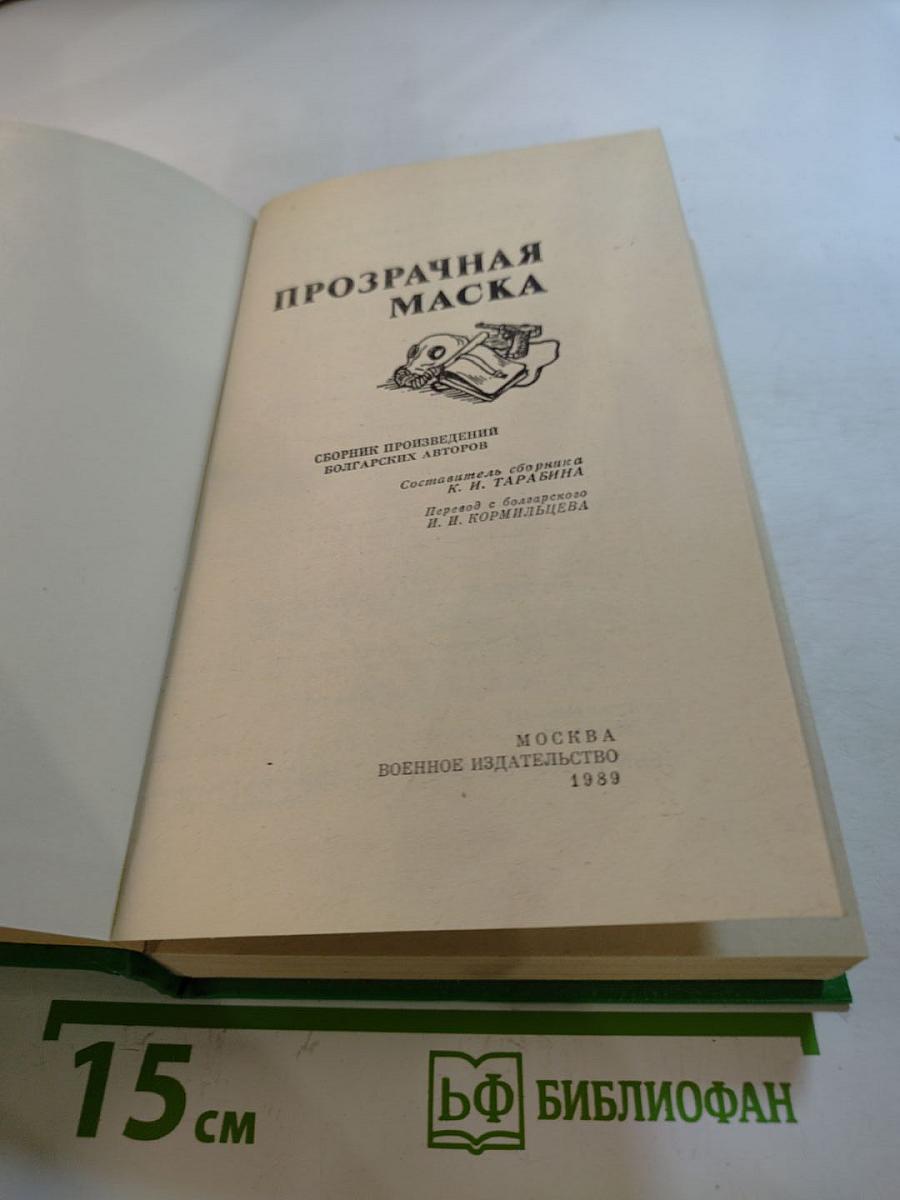 ПРОЗРАЧНАЯ
МАСКА
СБОРНИК ПРОИЗВЕДЕНИЙ
БОЛГАРСКИХ АВТОРОВ
Составитель сборника
К. И. ТАРАБИНА
Перевод с болгарского
И. И. КОРМИЛЬЦЕВА
МОСКВА
ВОЕННОЕ ИЗДАТЕЛЬСТВО
1989
15 см
ЬФ БИБЛИОФАН